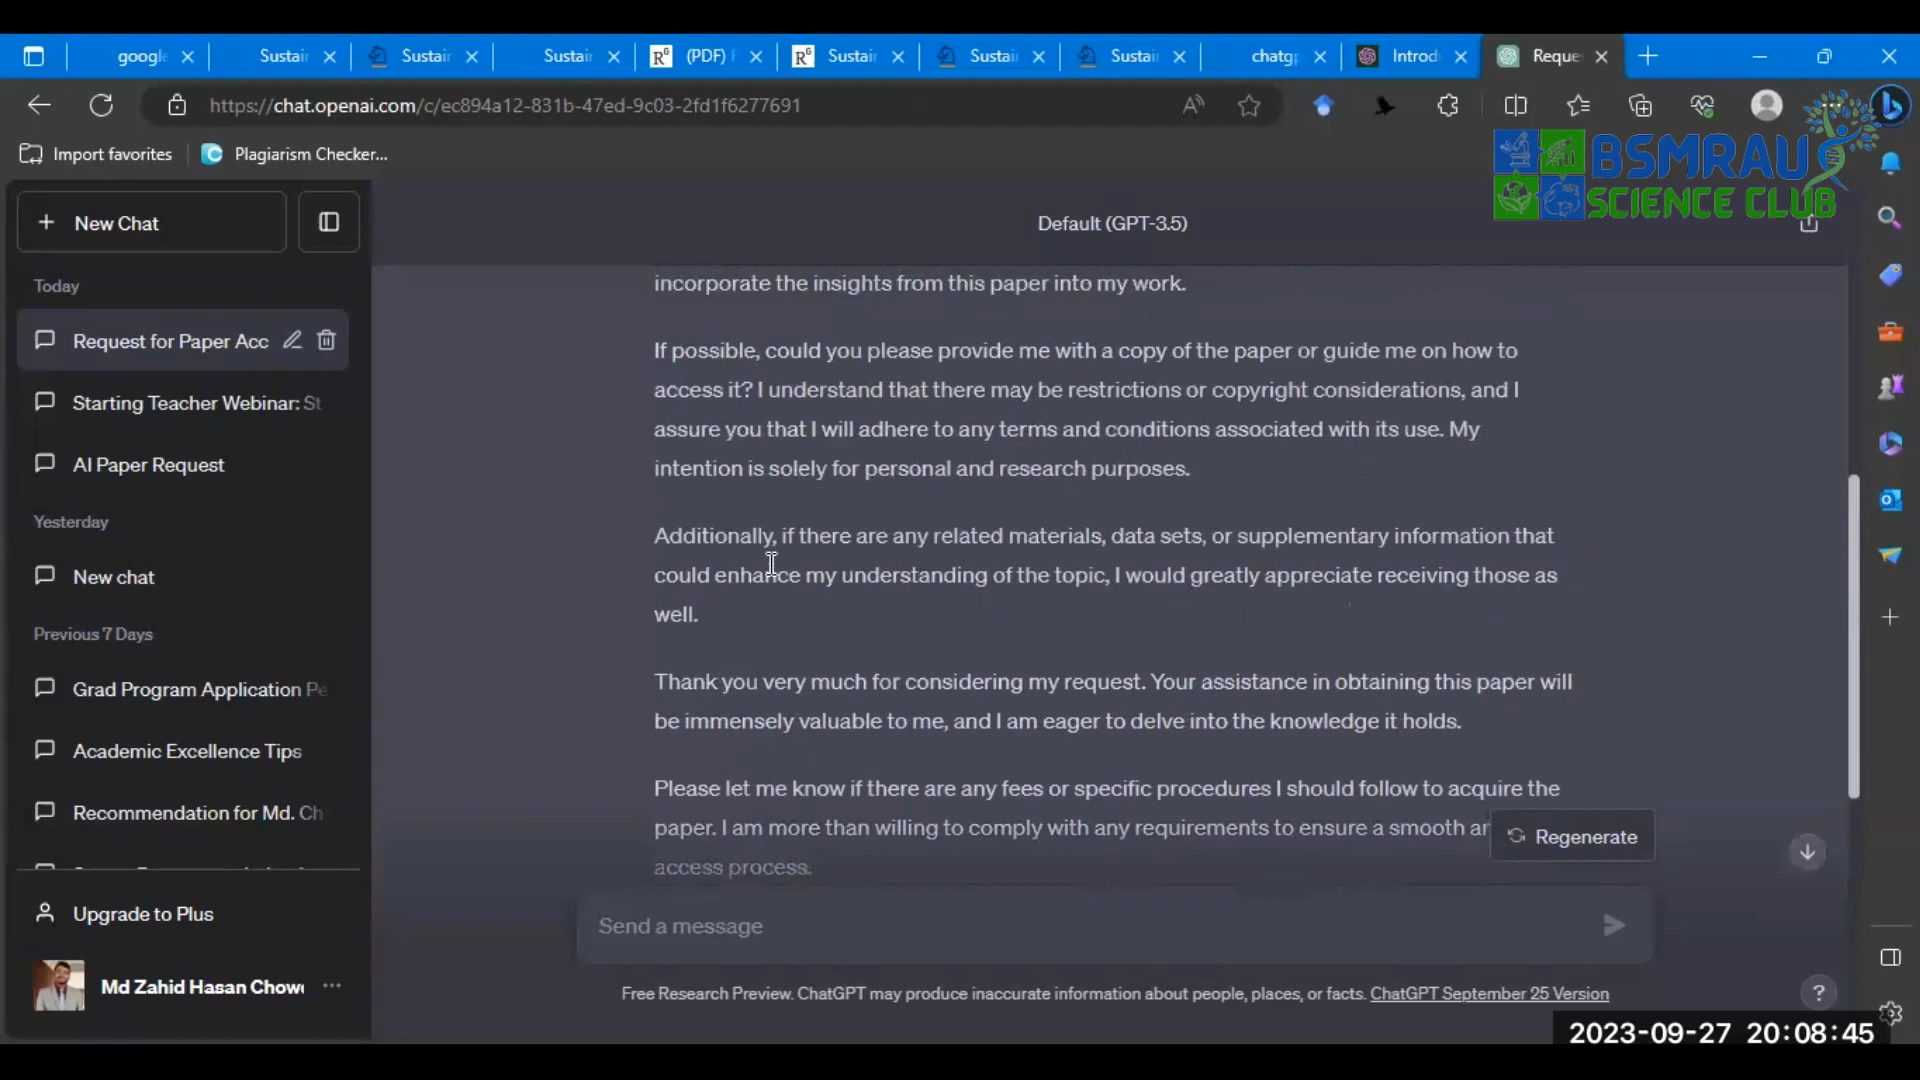 google
Sustain
Sustain
Sustain
R^G (PDF)
R^G Sustain
Sustain
Sustain
chatgp
Introd
Reque
https://chat.openai.com/c/ec894a12-831b-47ed-9c03-2fd1f6277691
Import favorites
Plagiarism Checker...
BSMRAU
SCIENCE CLUB
New Chat
Default (GPT-3.5)
Today
Request for Paper Acc
Starting Teacher Webinar: St
AI Paper Request
Yesterday
New chat
Previous 7 Days
Grad Program Application Pe
Academic Excellence Tips
Recommendation for Md. Ch
Upgrade to Plus
Md Zahid Hasan Chow
incorporate the insights from this paper into my work.
If possible, could you please provide me with a copy of the paper or guide me on how to
access it? I understand that there may be restrictions or copyright considerations, and I
assure you that I will adhere to any terms and conditions associated with its use. My
intention is solely for personal and research purposes.
Additionally, if there are any related materials, data sets, or supplementary information that
could enhance my understanding of the topic, I would greatly appreciate receiving those as
well.
Thank you very much for considering my request. Your assistance in obtaining this paper will
be immensely valuable to me, and I am eager to delve into the knowledge it holds.
Please let me know if there are any fees or specific procedures I should follow to acquire the
paper. I am more than willing to comply with any requirements to ensure a smooth
access process.
Regenerate
Send a message
Free Research Preview. ChatGPT may produce inaccurate information about people, places, or facts. ChatGPT September 25 Version
2023-09-27 20:08:45